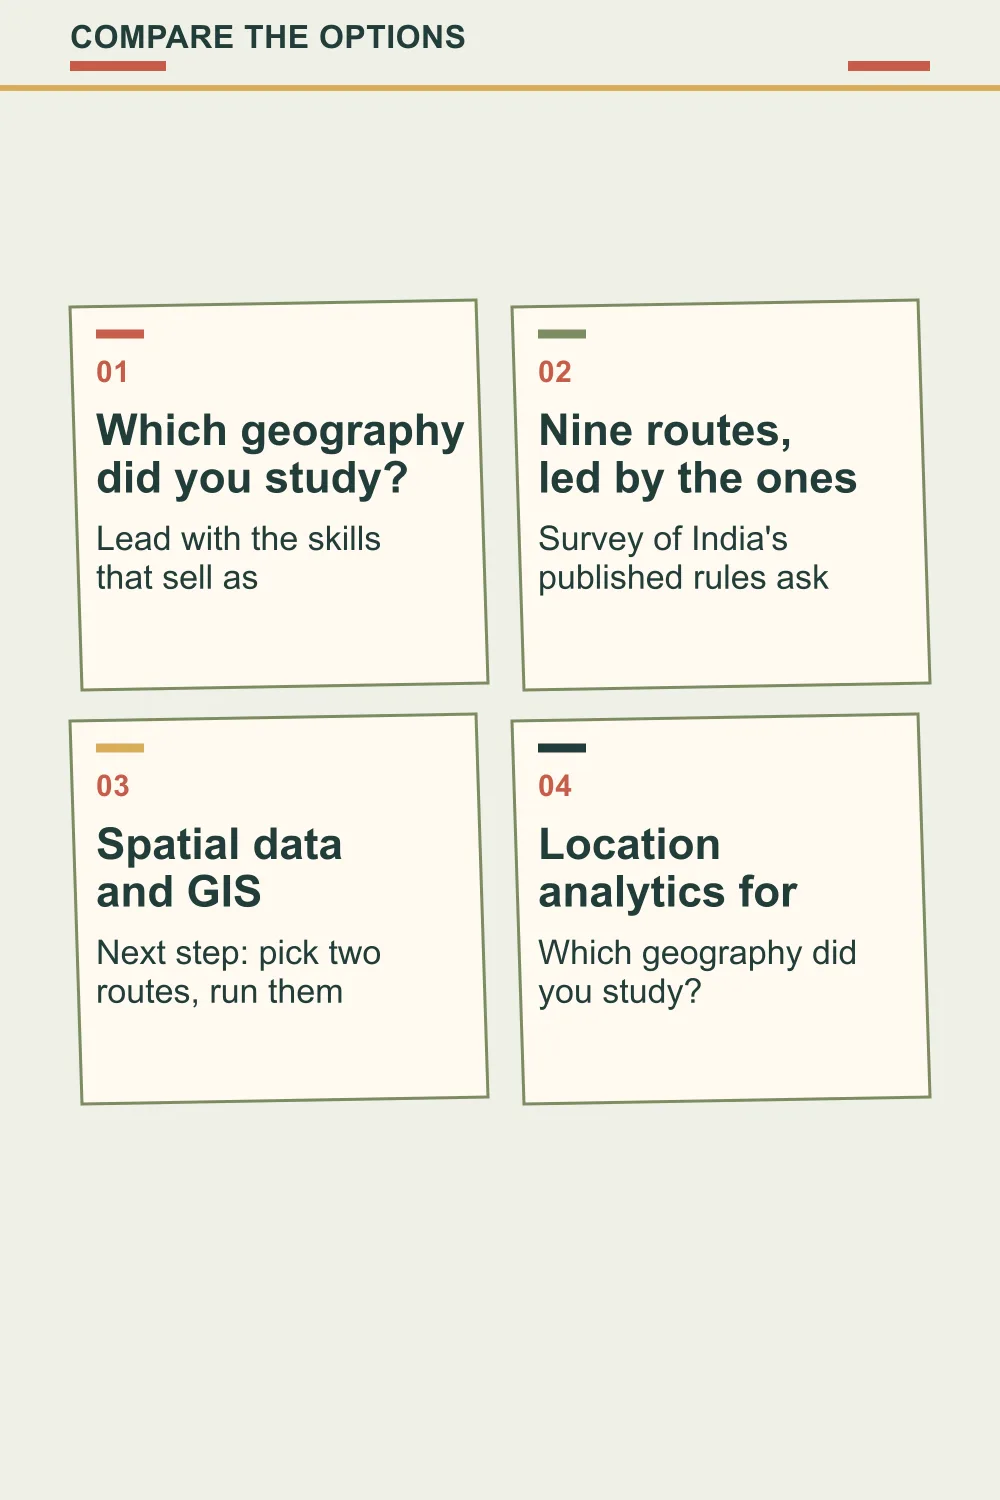 COMPARE THE OPTIONS
01
Which geography
did you study?
Lead with the skills
that sell as
02
Nine routes,
led by the ones
Survey of India's
published rules ask
03
Spatial data
and GIS
Next step: pick two
routes, run them
04
Location
analytics for
Which geography did
you study?